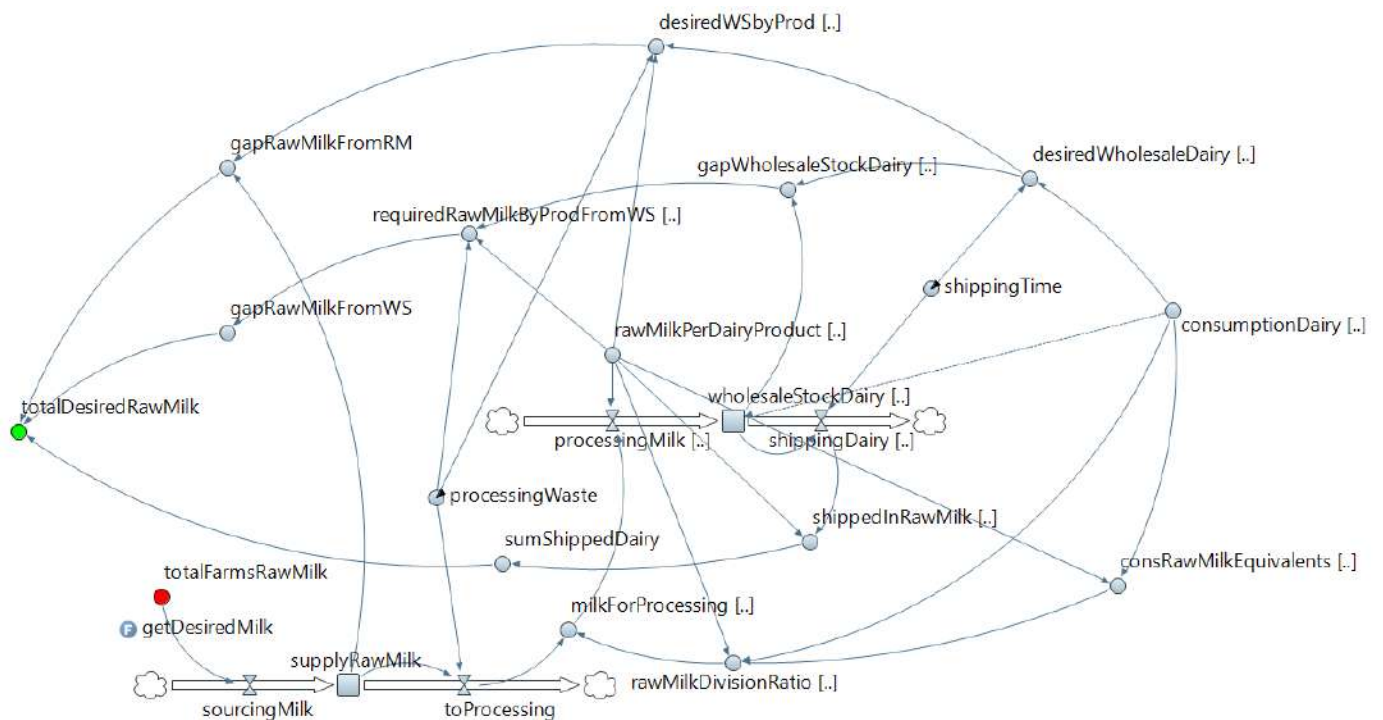 desiredWSbyProd [..]
gapRawMilkFromRM
gapWholesaleStockDairy [..]
desiredWholesaleDairy [..]
requiredRawMilkByProdFromWS [..]
shippingTime
gapRawMilkFromWS
rawMilkPerDairyProduct [..]
consumptionDairy [..]
totalDesiredRawMilk
wholesaleStockDairy [..]
processingMilk [..]
shippingDairy [..]
processingWaste
shippedInRawMilk [..]
sumShippedDairy
consRawMilkEquivalents [..]
totalFarmsRawMilk
milkForProcessing [..]
F getDesiredMilk
supplyRawMilk
rawMilkDivisionRatio [..]
sourcingMilk
toProcessing